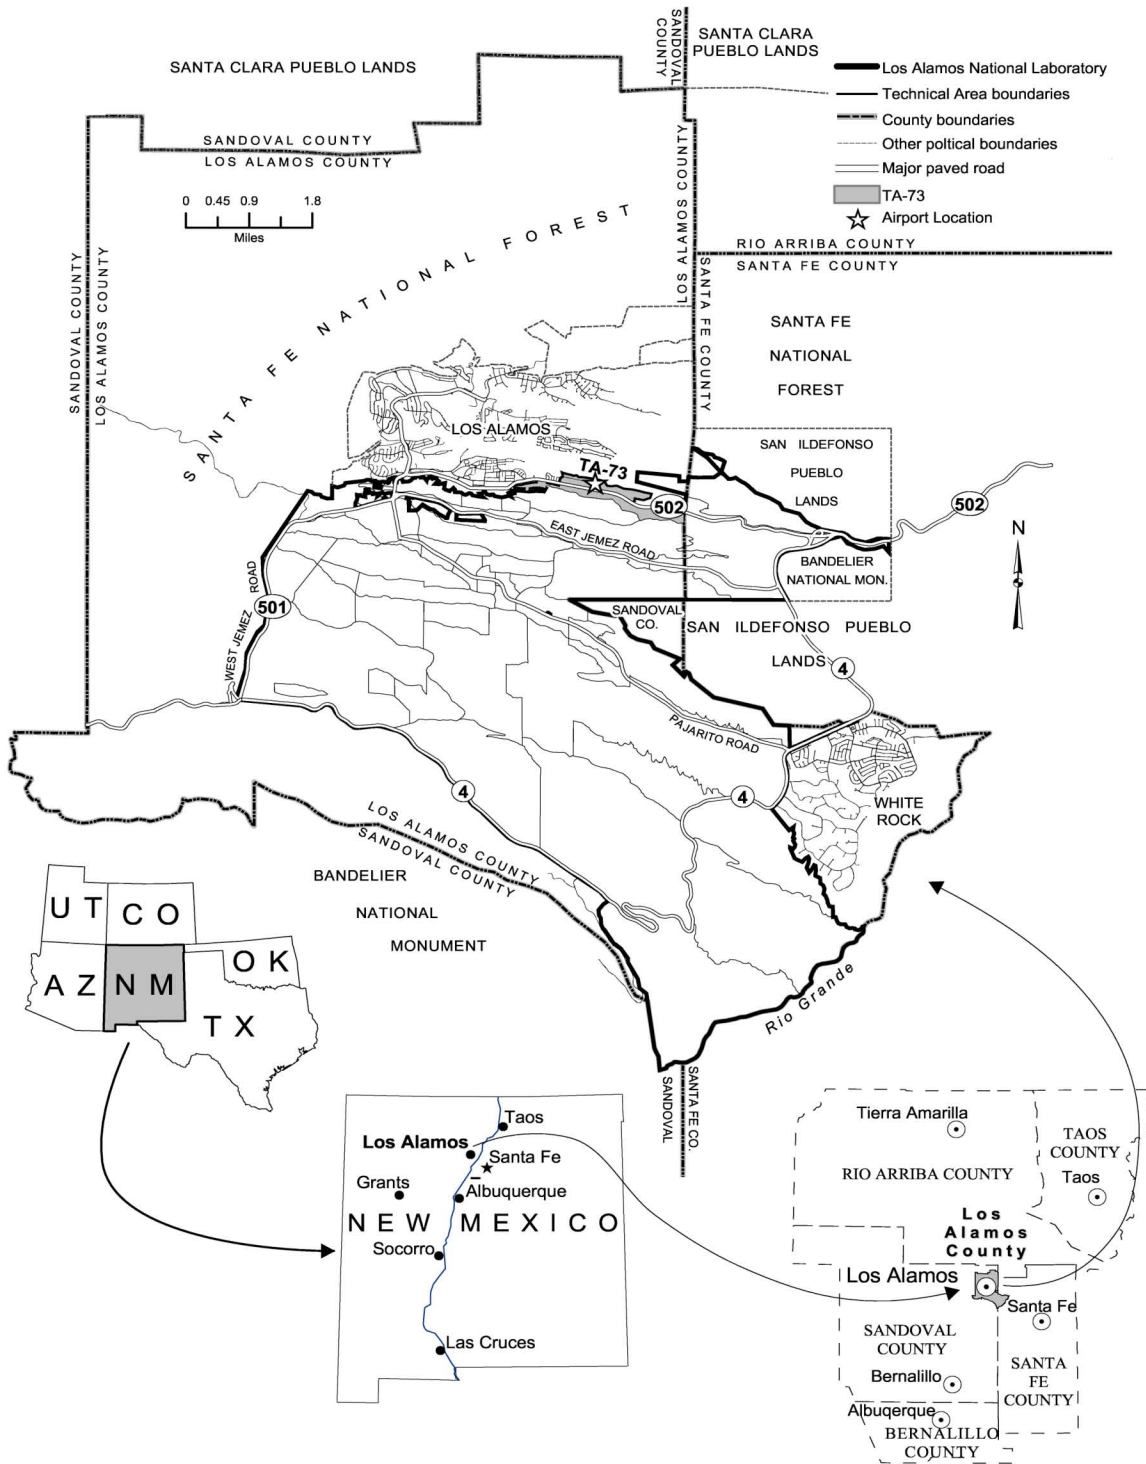 SANTA CLARA PUEBLO LANDS
SANDOVAL
COUNTY
SANTA CLARA
PUEBLO LANDS
Los Alamos National Laboratory
Technical Area boundaries
County boundaries
Other poltical boundaries
Major paved road
TA-73
Airport Location
SANDOVAL COUNTY
LOS ALAMOS COUNTY
0 0.45 0.9 1.8
Miles
SANDOVAL COUNTY
LOS ALAMOS COUNTY
SANTA FE NATIONAL FOREST
LOS ALAMOS COUNTY
SANTA FE COUNTY
RIO ARRIBA COUNTY
SANTA FE COUNTY
SANTA FE
NATIONAL
FOREST
LOS ALAMOS
TA-73
SAN ILDEFONSO
PUEBLO
LANDS
502
502
EAST JEMEZ ROAD
N
BANDELIER
NATIONAL MON.
WEST JEMEZ ROAD
501
SANDOVAL
CO.
SAN ILDEFONSO PUEBLO
LANDS
4
PAJARITO ROAD
4
4
WHITE
ROCK
LOS ALAMOS COUNTY
SANDOVAL COUNTY
BANDELIER
NATIONAL
MONUMENT
Rio Grande
SANDOVAL
SANTA FE CO.
UT
CO
AZ
NM
OK
TX
Taos
Los Alamos
Santa Fe
Grants
Albuquerque
NEW MEXICO
Socorro
Las Cruces
Tierra Amarilla
TAOS
COUNTY
RIO ARRIBA COUNTY
Taos
Los
Alamos
County
Los Alamos
Santa Fe
SANDOVAL
COUNTY
SANTA
FE
COUNTY
Bernalillo
Albuqerque
BERNALILLO
COUNTY